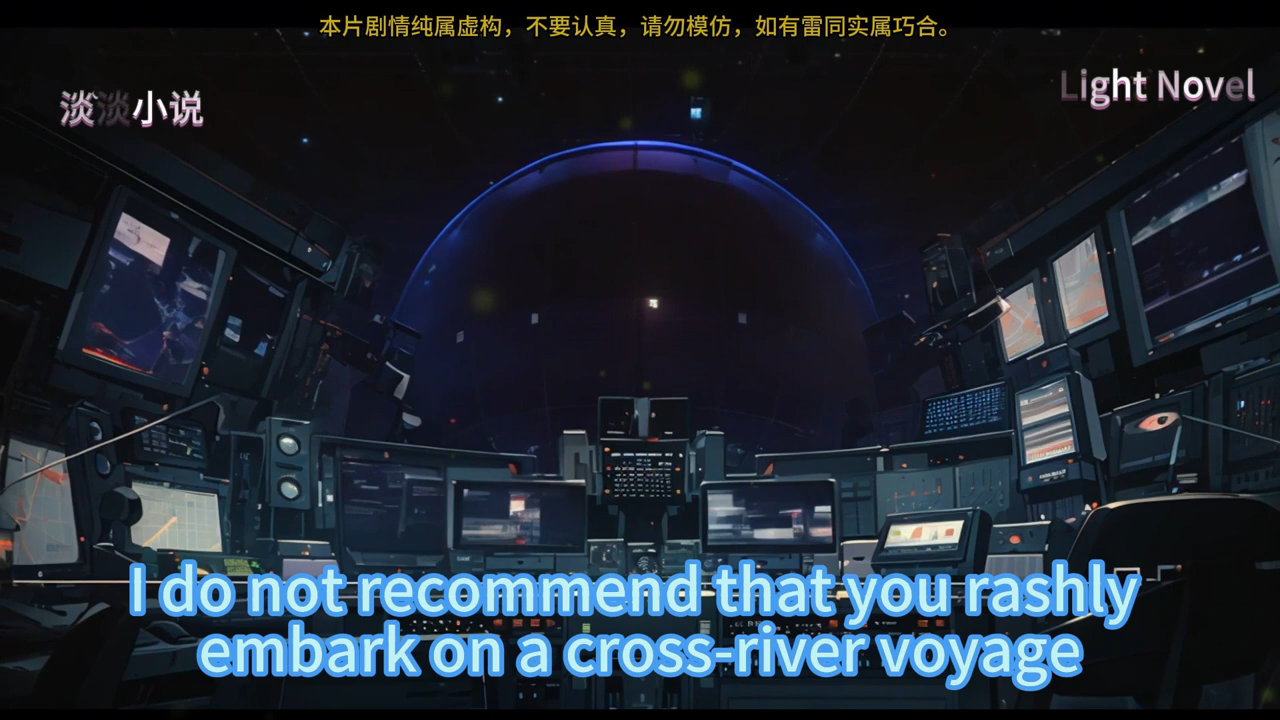 本片剧情纯属虚构，不要认真，请勿模仿，如有雷同实属巧合。
淡淡小说
Light Novel
I do not recommend that you rashly
embark on a cross-river voyage